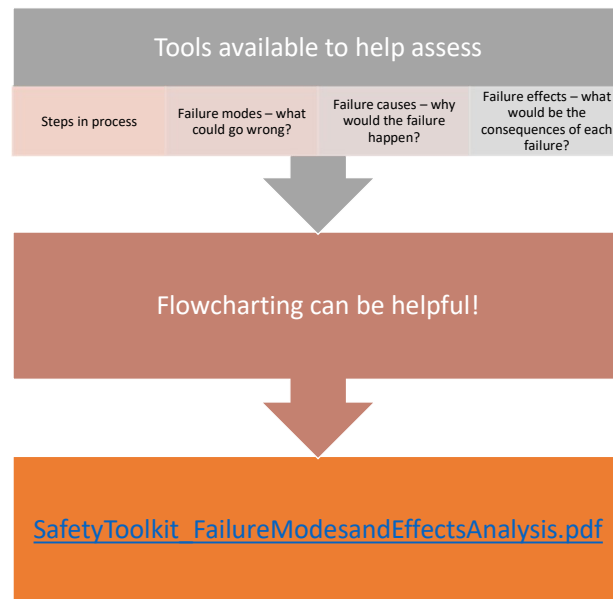 Tools available to help assess
Steps in process
Failure modes – what
could go wrong?
Failure causes – why
would the failure
happen?
Failure effects – what
would be the
consequences of each
failure?
Flowcharting can be helpful!
SafetyToolkit_FailureModesandEffectsAnalysis.pdf